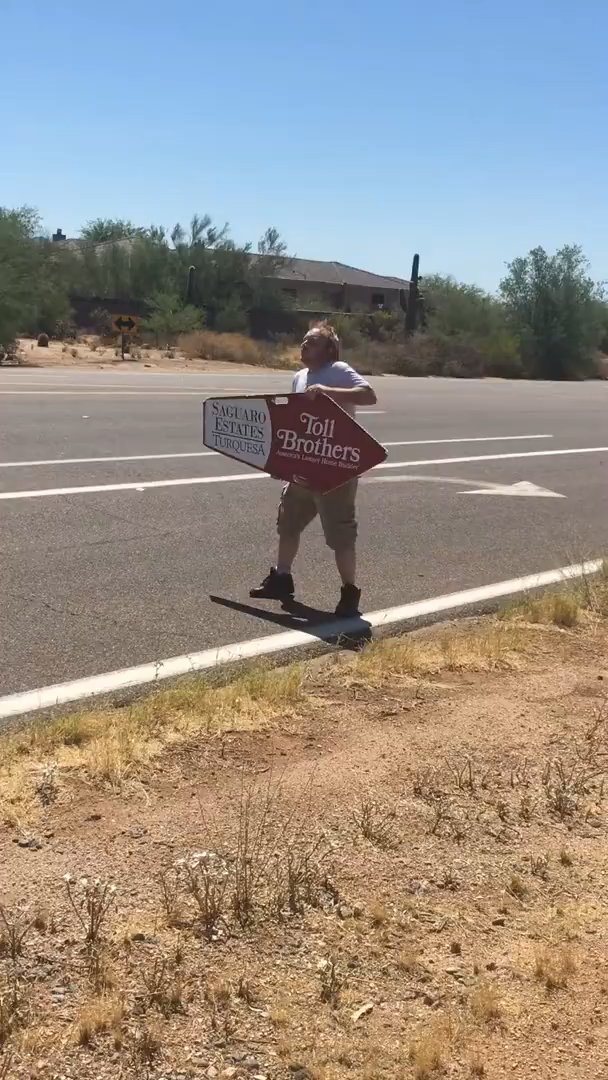 SAGUARO
ESTATES
TURQUESA
Toll
Brothers
America's Luxury Home Builder